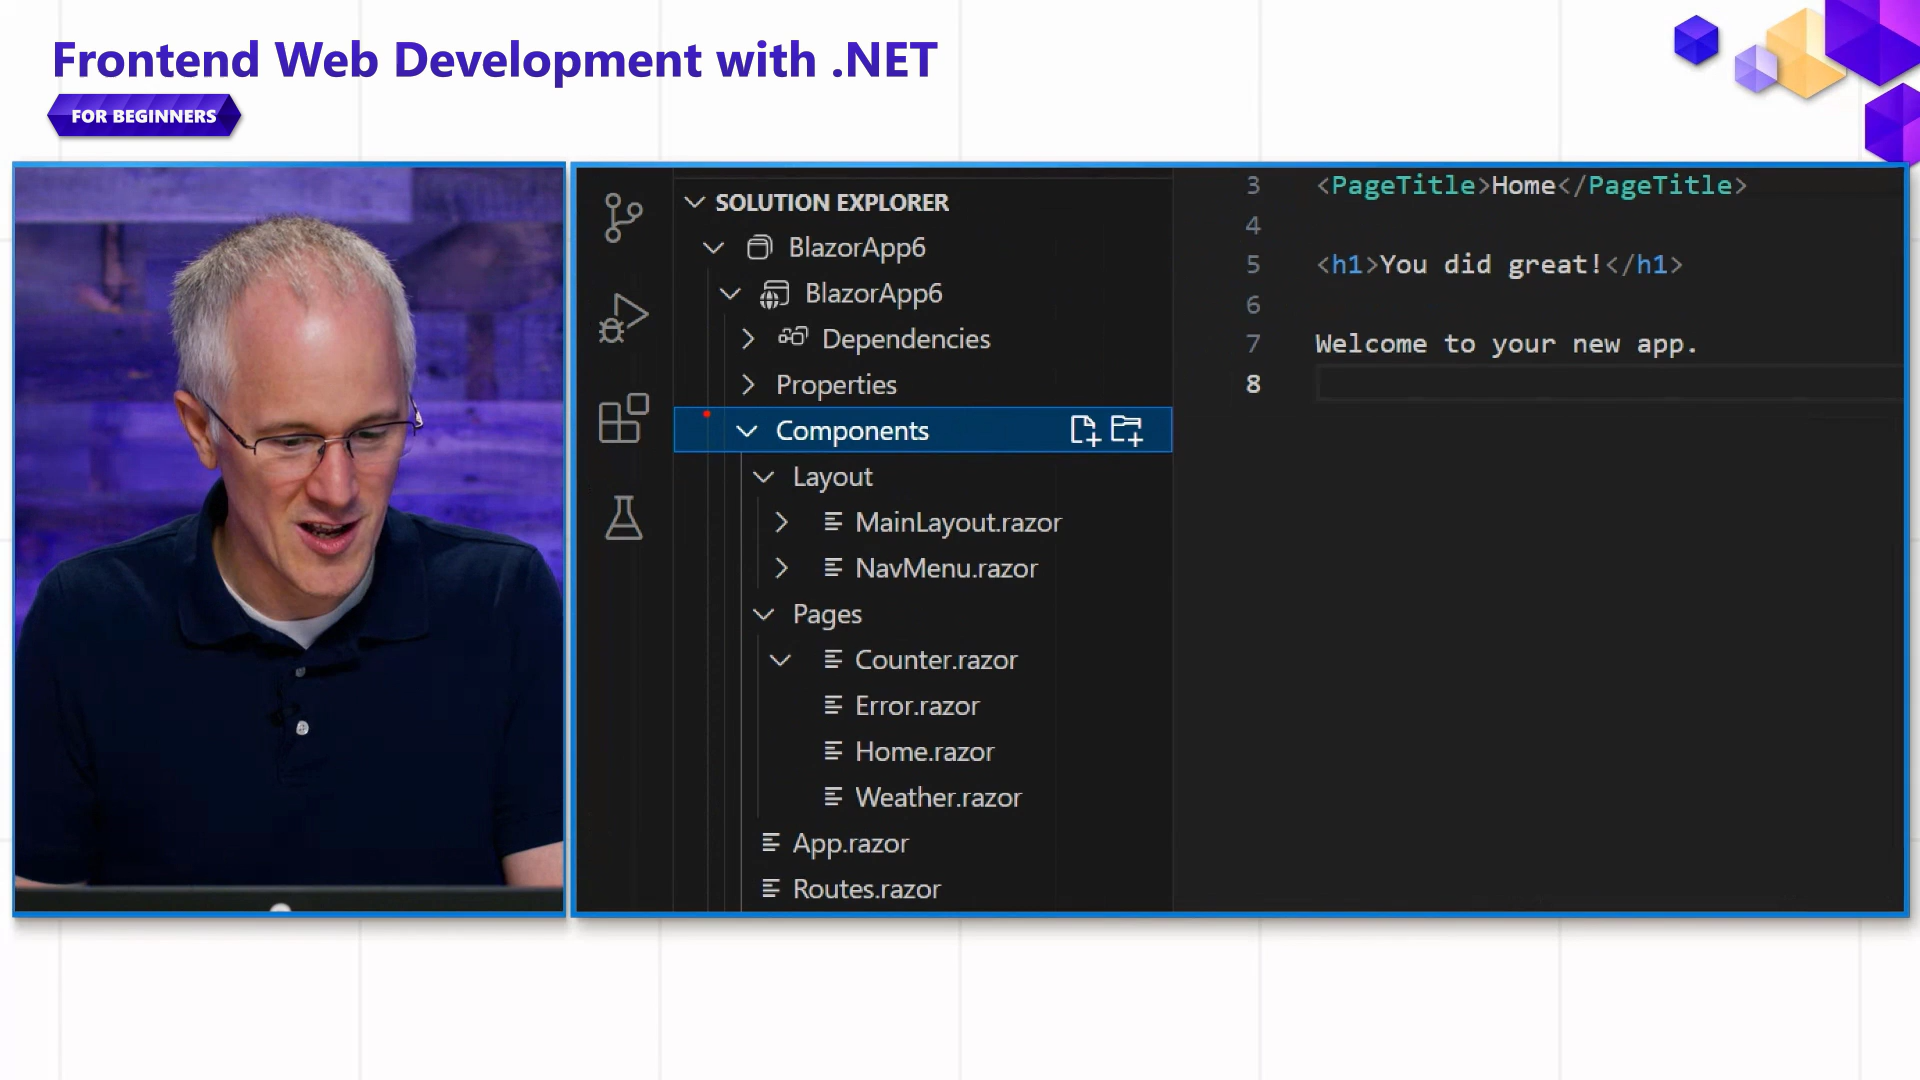 Frontend Web Development with .NET
FOR BEGINNERS
SOLUTION EXPLORER
BlazorApp6
BlazorApp6
Dependencies
Properties
Components
Layout
MainLayout.razor
NavMenu.razor
Pages
Counter.razor
Error.razor
Home.razor
Weather.razor
App.razor
Routes.razor
3 <PageTitle>Home</PageTitle>
4
5 <h1>You did great!</h1>
6
7 Welcome to your new app.
8